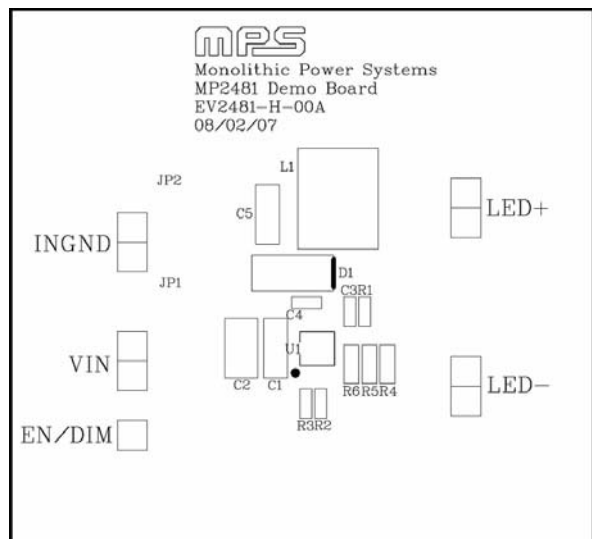 MPS
Monolithic Power Systems
MP2481 Demo Board
EV2481-H-00A
08/02/07
L1
JP2
C5
LED+
INGND
D1
JP1
C3R1
C4
U1
VIN
C2 C1
R6R5R4
LED-
R3R2
EN/DIM